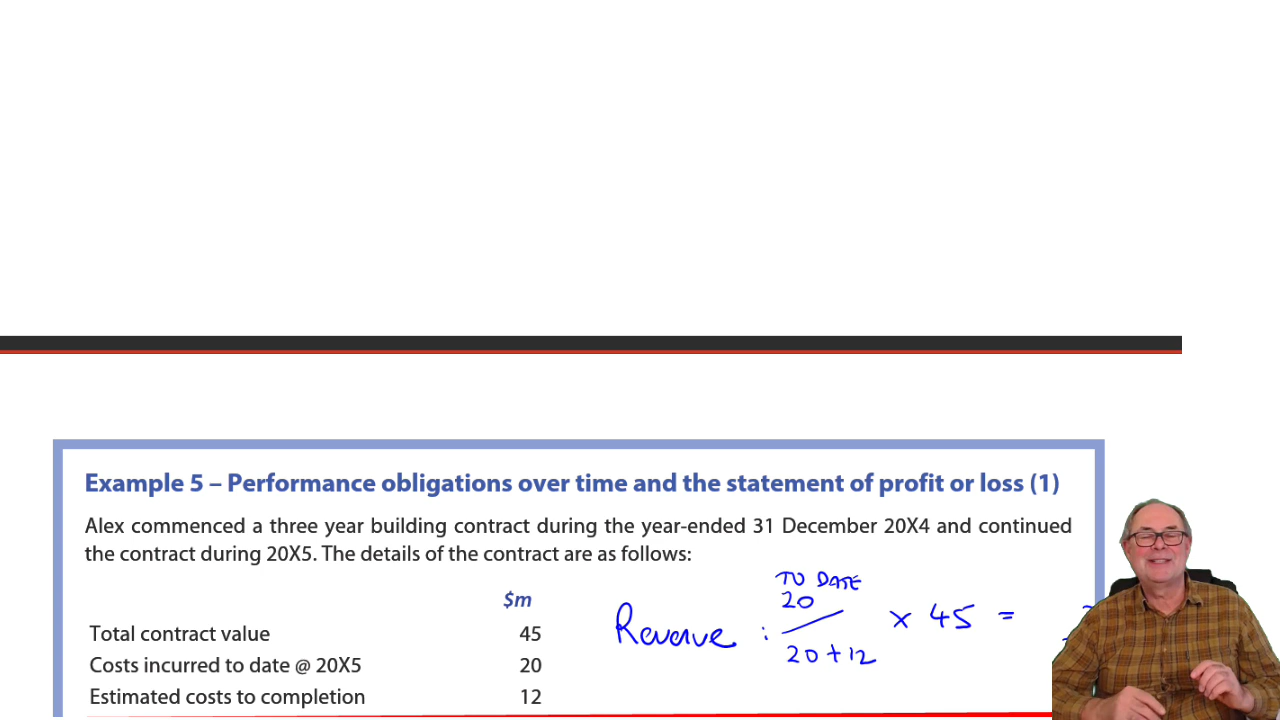 Example 5 – Performance obligations over time and the statement of profit or loss (1)
Alex commenced a three year building contract during the year-ended 31 December 20X4 and continued
the contract during 20X5. The details of the contract are as follows:
$m
Total contract value 45
Costs incurred to date @ 20X5 20
Estimated costs to completion 12
TO DATE
20
Revenue : / × 45 =
20 + 12